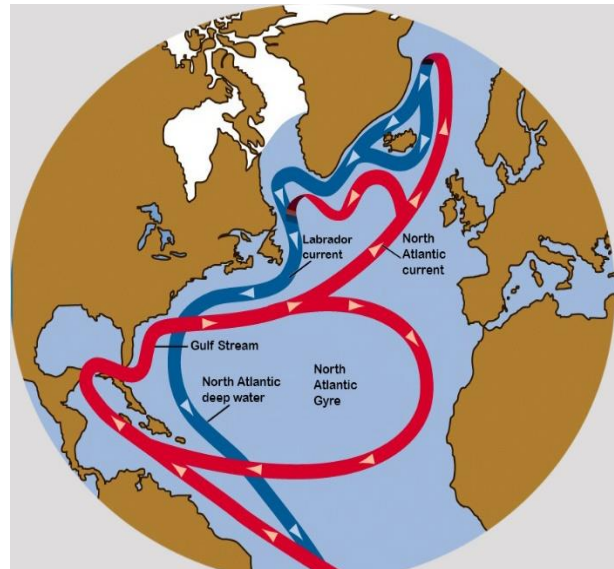 Labrador
current
North
Atlantic
current
Gulf Stream
North Atlantic
deep water
North
Atlantic
Gyre